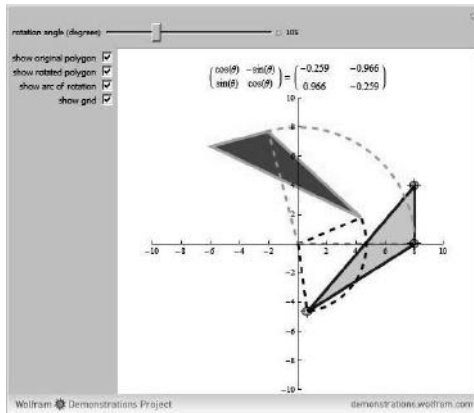 rotation angle (degrees) 105
show original polygon
show rotated polygon
show arc of rotation
show grid
(cos(θ) -sin(θ)
sin(θ) cos(θ)) = (-0.259 -0.966
0.966 -0.259)
10
8
6
4
2
-10 -8 -6 -4 -2 0 2 4 6 8 10
-2
-4
-6
-8
-10
Wolfram Demonstrations Project demonstrations.wolfram.com